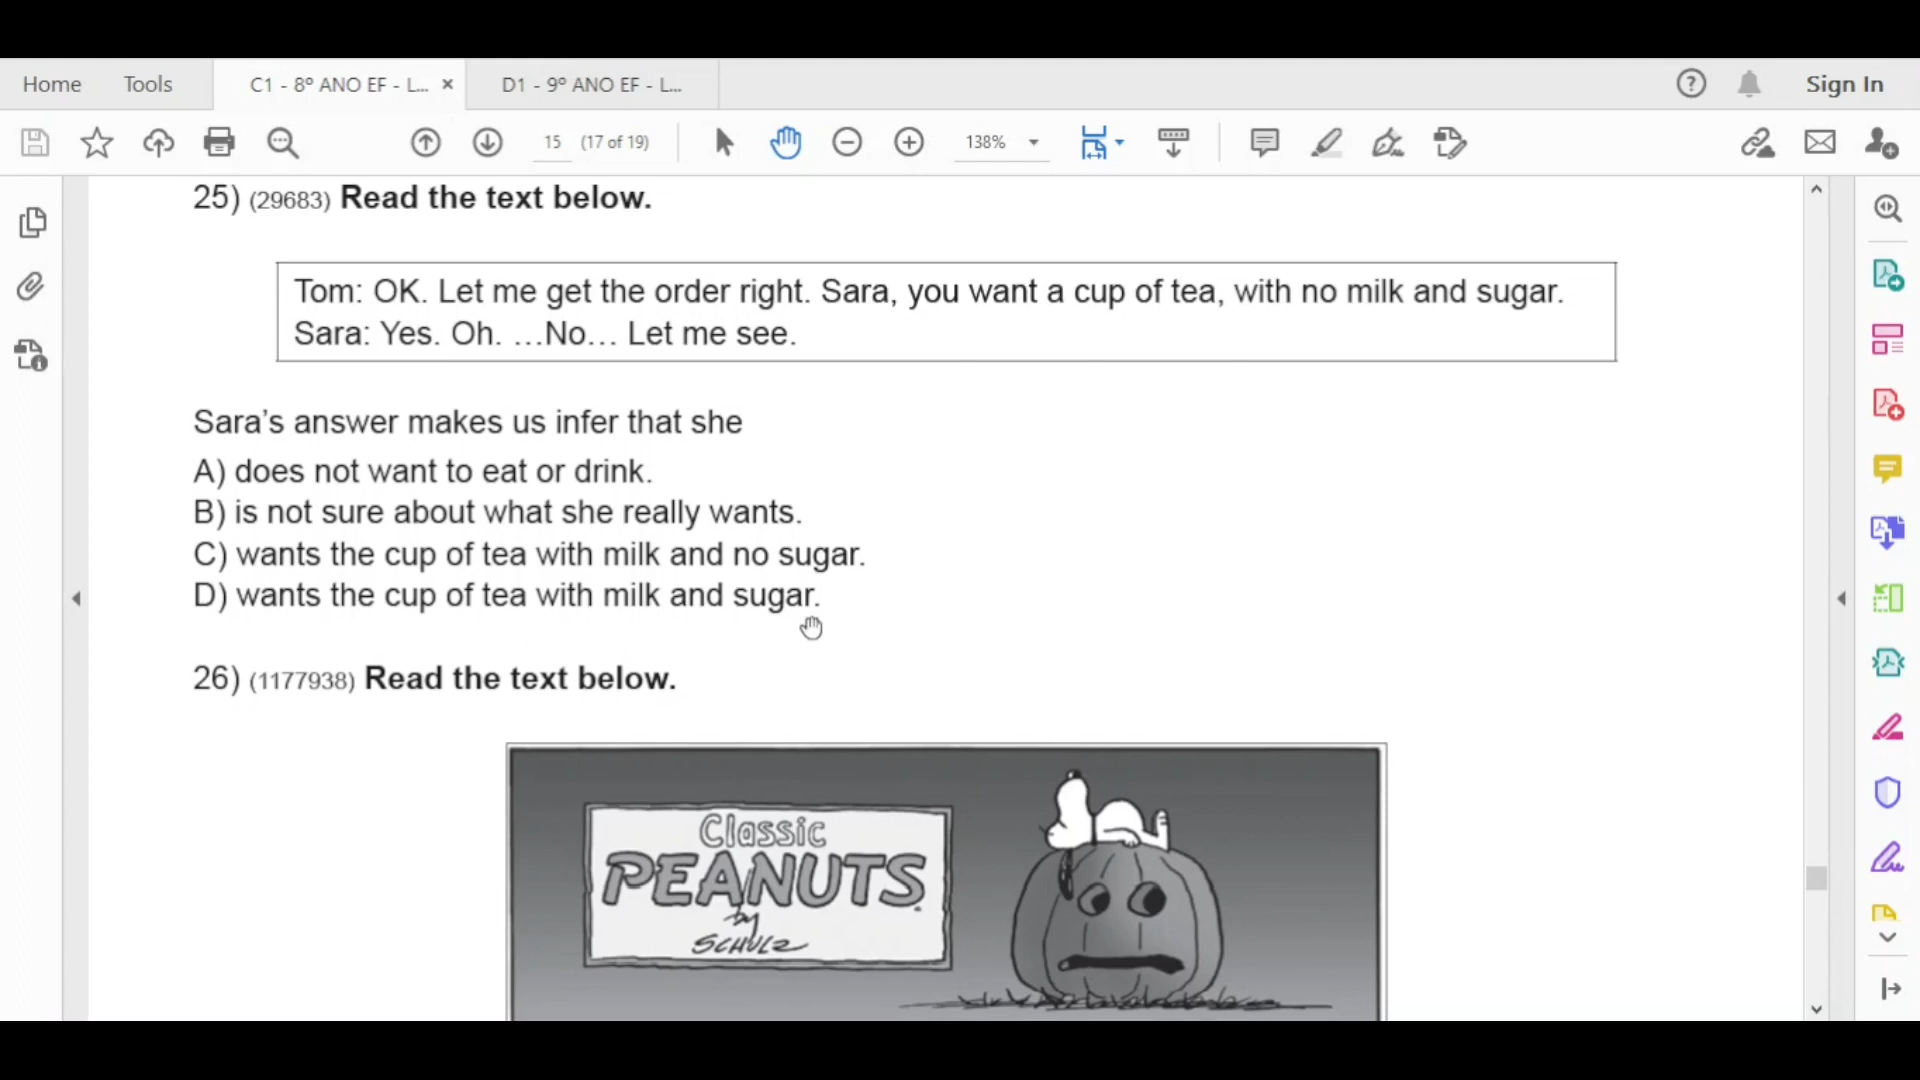 Home Tools C1 - 8º ANO EF - L... × D1 - 9º ANO EF - L... Sign In
15 (17 of 19) 138%
25) (29683) Read the text below.
Tom: OK. Let me get the order right. Sara, you want a cup of tea, with no milk and sugar.
Sara: Yes. Oh. …No… Let me see.
Sara’s answer makes us infer that she
A) does not want to eat or drink.
B) is not sure about what she really wants.
C) wants the cup of tea with milk and no sugar.
D) wants the cup of tea with milk and sugar.
26) (1177938) Read the text below.
Classic
PEANUTS
by
SCHULZ